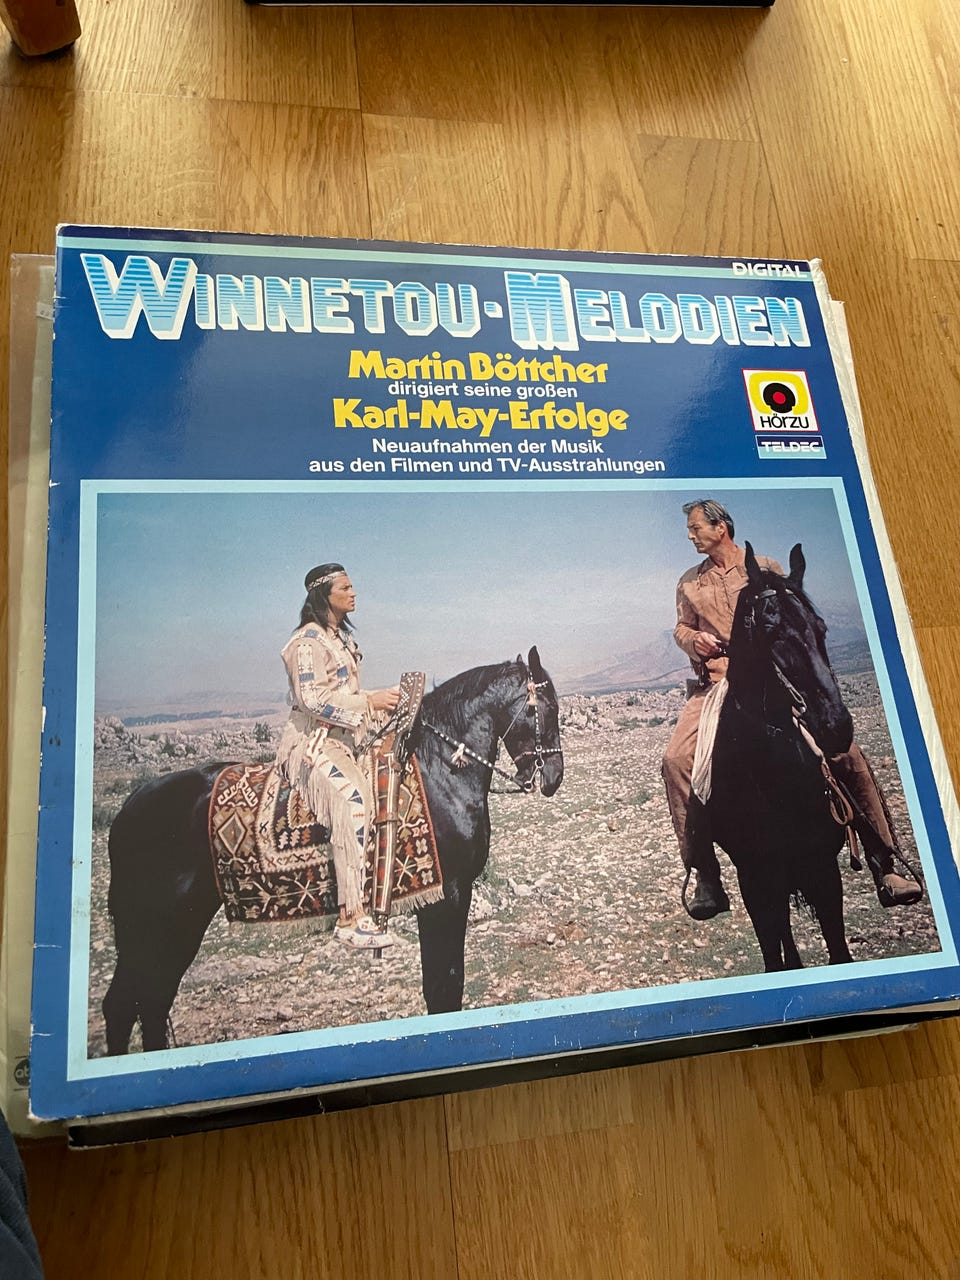 DIGITAL
WINNETOU-MELODIEN
Martin Böttcher
dirigiert seine großen
Karl-May-Erfolge
Neuaufnahmen der Musik
aus den Filmen und TV-Ausstrahlungen
HÖRZU
TELDEC